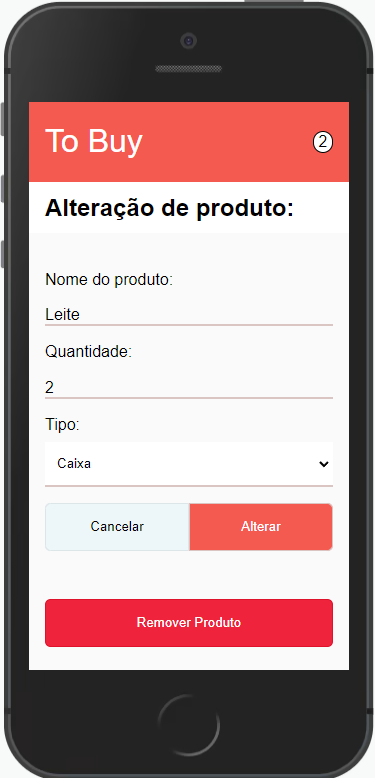 To Buy
2
Alteração de produto:
Nome do produto:
Leite
Quantidade:
2
Tipo:
Caixa
Cancelar
Alterar
Remover Produto